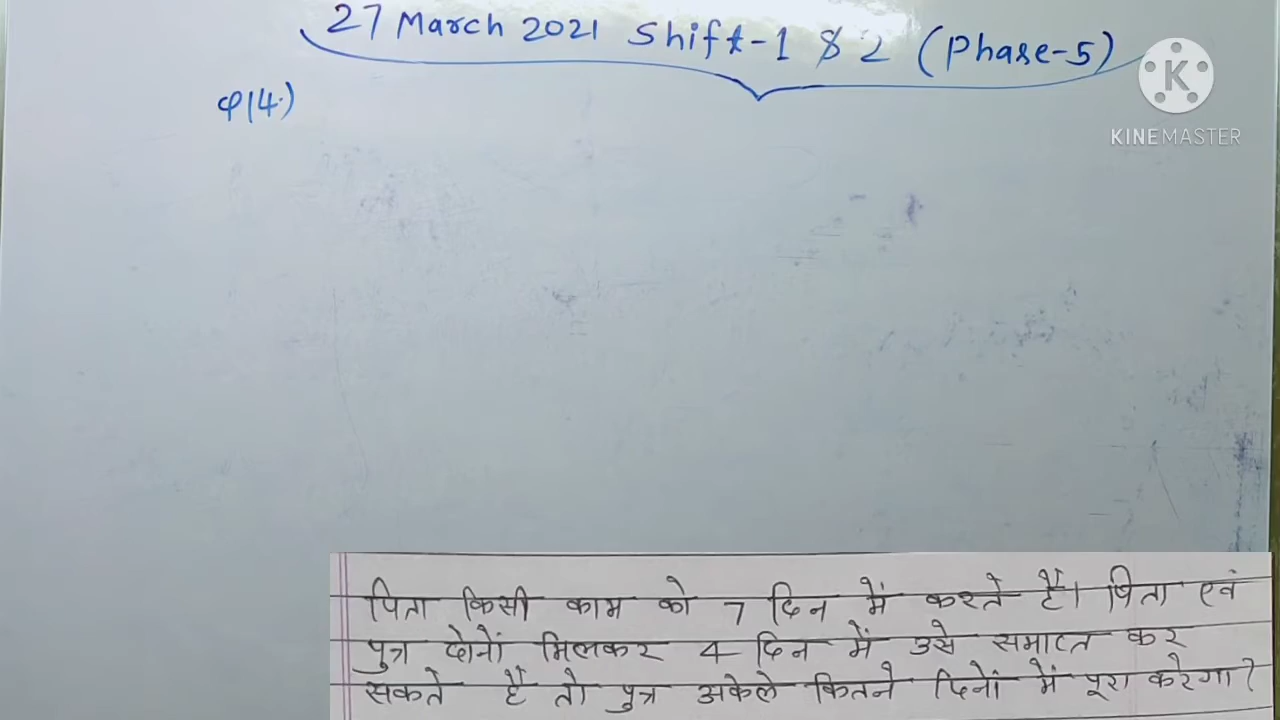 27 March 2021 Shift-1 & 2 (Phase-5)
Q14.)
KINEMASTER
पिता किसी काम को 7 दिन में करते हैं। पिता एवं
पुत्र दोनों मिलकर 4 दिन में उसे समाप्त कर
सकते हैं तो पुत्र अकेले कितने दिनों में पूरा करेगा?